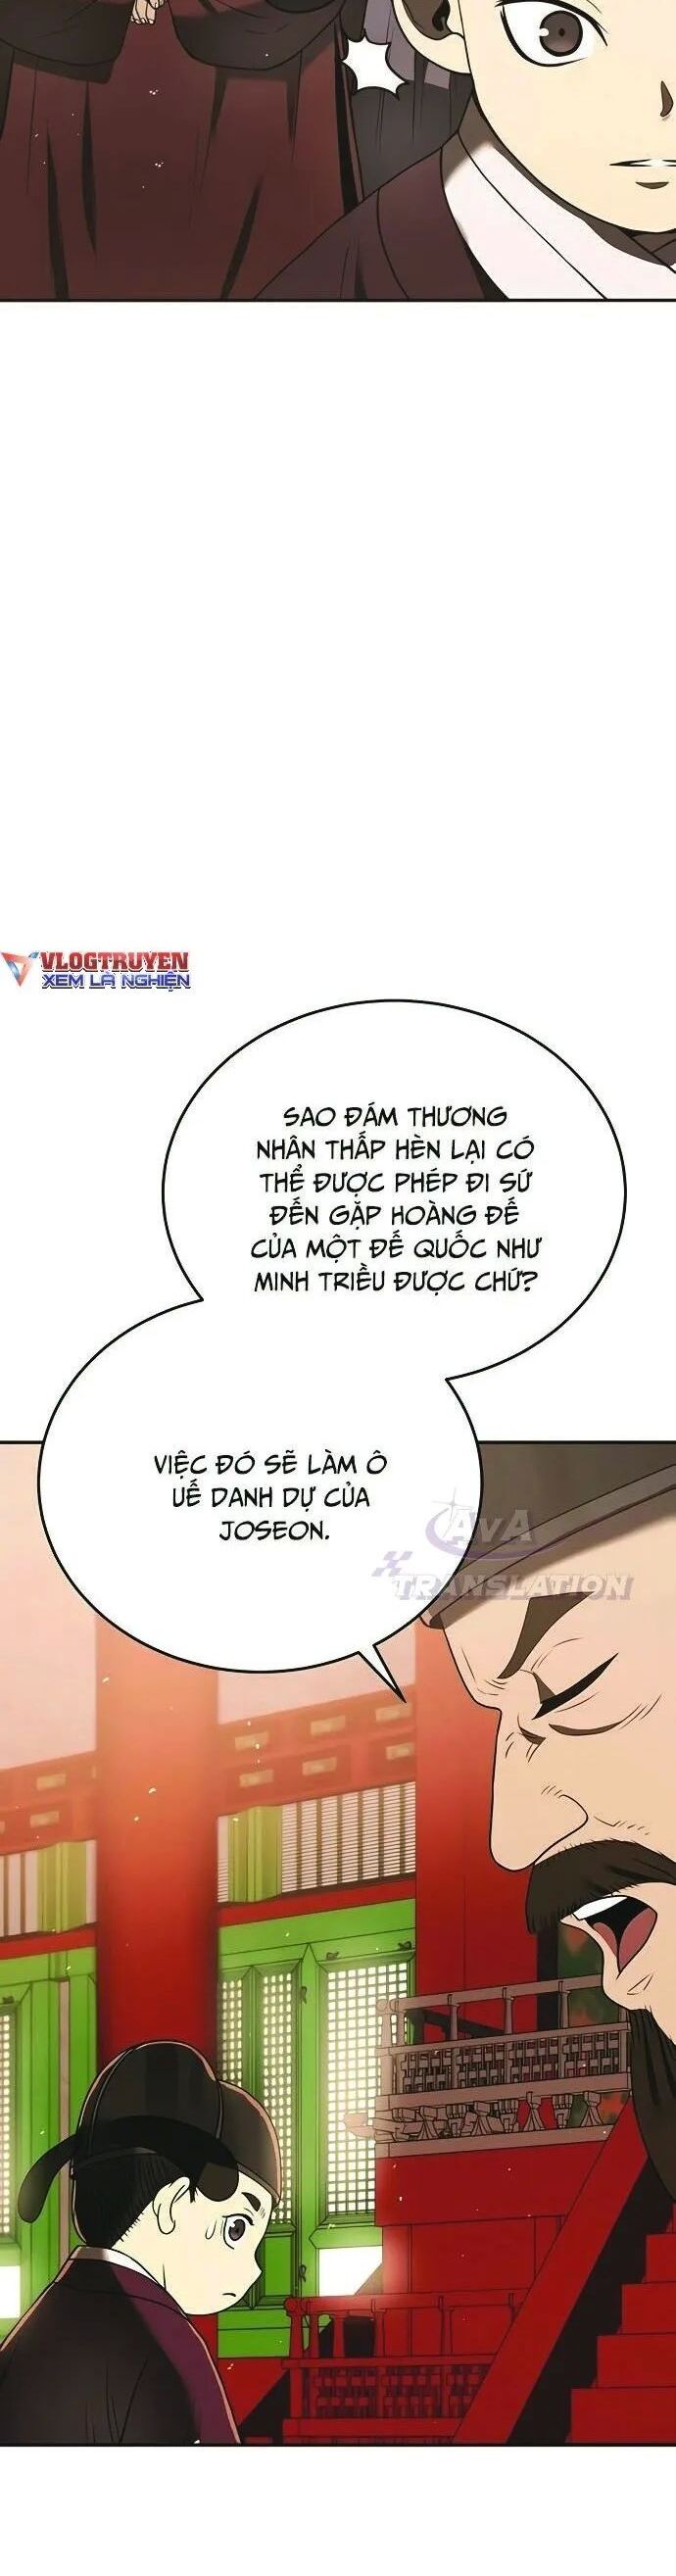 VLOGTRUYEN
XEM LÀ NGHIỆN
SAO ĐÁM THƯƠNG
NHÂN THẤP HÈN LẠI CÓ
THỂ ĐƯỢC PHÉP ĐI SỨ
ĐẾN GẶP HOÀNG ĐẾ
CỦA MỘT ĐẾ QUỐC NHƯ
MINH TRIỀU ĐƯỢC CHỨ?
VIỆC ĐÓ SẼ LÀM Ô
UẾ DANH DỰ CỦA
JOSEON.
AVA
TRANSLATION